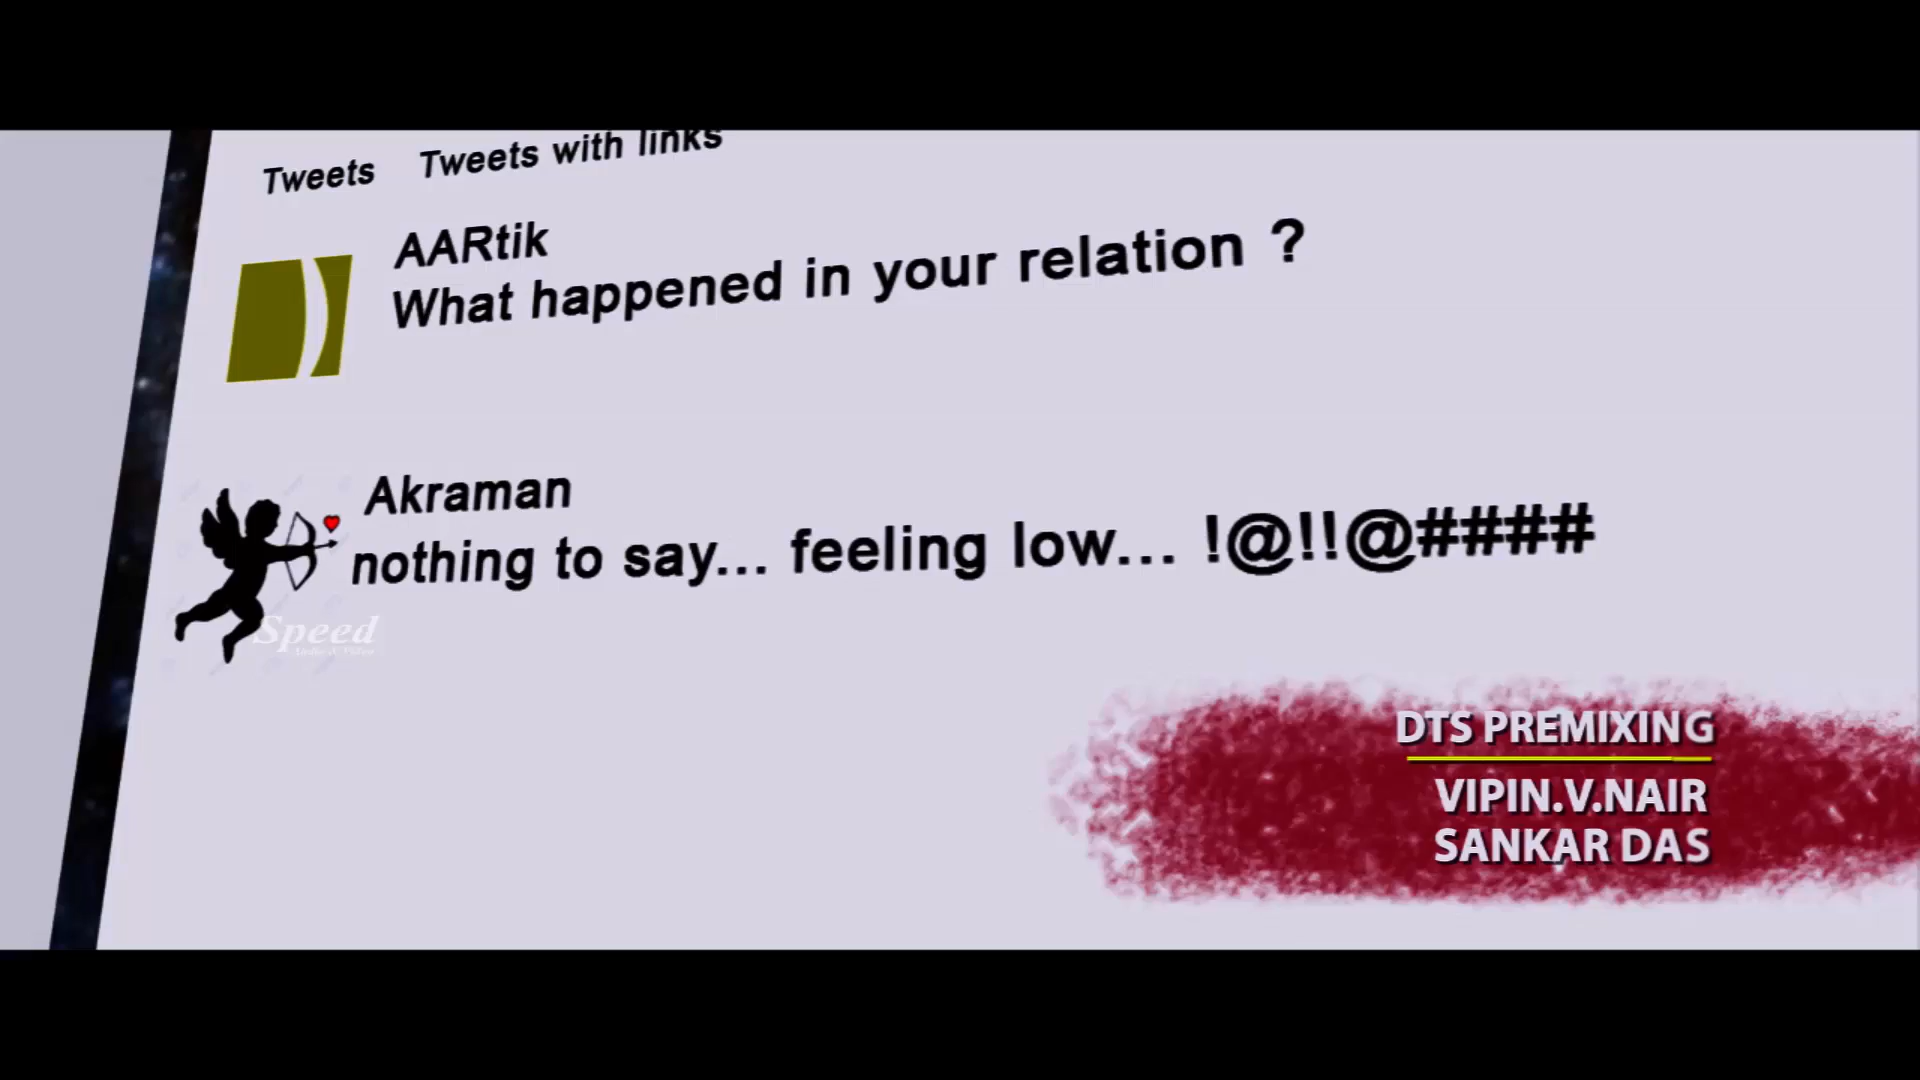 Tweets Tweets with links
AARtik
What happened in your relation ?
Akraman
nothing to say... feeling low... !@!!@####
Speed
DTS PREMIXING
VIPIN.V.NAIR
SANKAR DAS